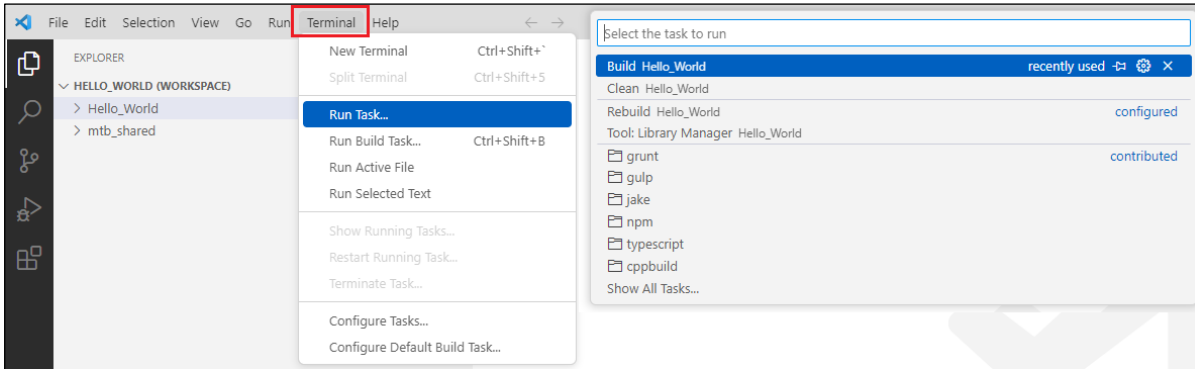 File Edit Selection View Go Run Terminal Help
EXPLORER
HELLO_WORLD (WORKSPACE)
Hello_World
mtb_shared
New Terminal Ctrl+Shift+`
Split Terminal Ctrl+Shift+5
Run Task...
Run Build Task... Ctrl+Shift+B
Run Active File
Run Selected Text
Show Running Tasks...
Restart Running Task...
Terminate Task...
Configure Tasks...
Configure Default Build Task...
Select the task to run
Build Hello_World recently used
Clean Hello_World
Rebuild Hello_World configured
Tool: Library Manager Hello_World
grunt contributed
gulp
jake
npm
typescript
cppbuild
Show All Tasks...